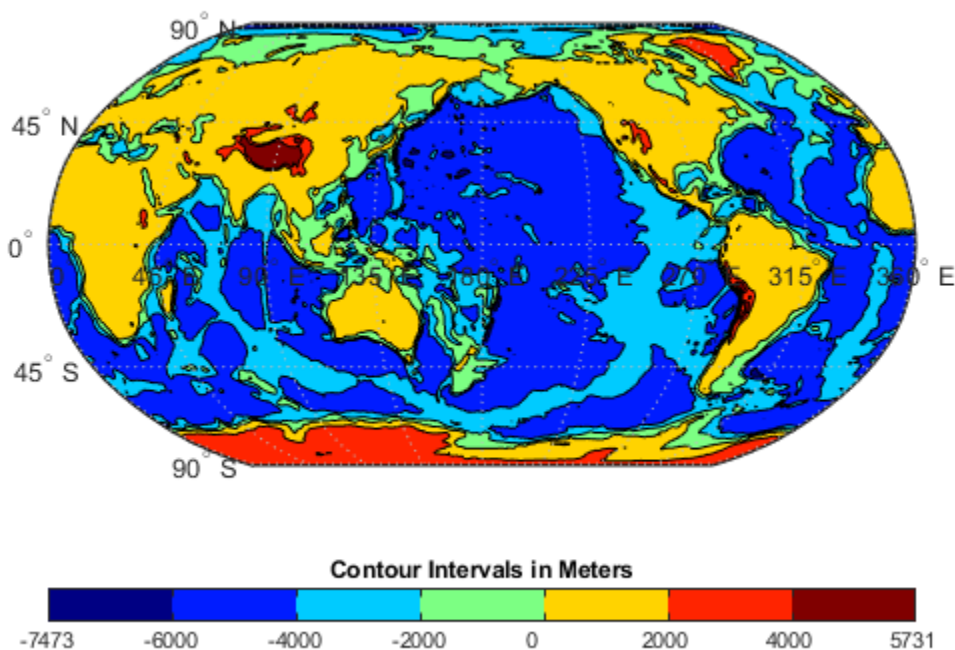 90° N
45° N
0°
0 45° E 90° E 135° E 180° E 225° E 270° E 315° E 360° E
45° S
90° S
Contour Intervals in Meters
-7473 -6000 -4000 -2000 0 2000 4000 5731